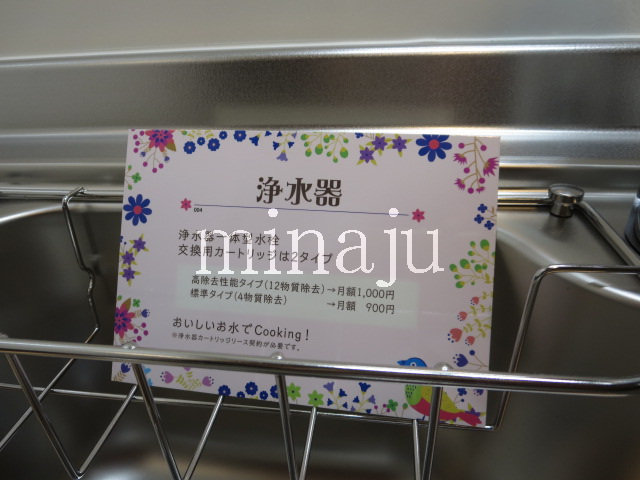 浄水器
004
浄水器一体型水栓
交換用カートリッジは2タイプ
minaju
高除去性能タイプ(12物質除去)→月額1,000円
標準タイプ(4物質除去) →月額 900円
おいしいお水でCooking!
※浄水器カートリッジリース契約が必要です。